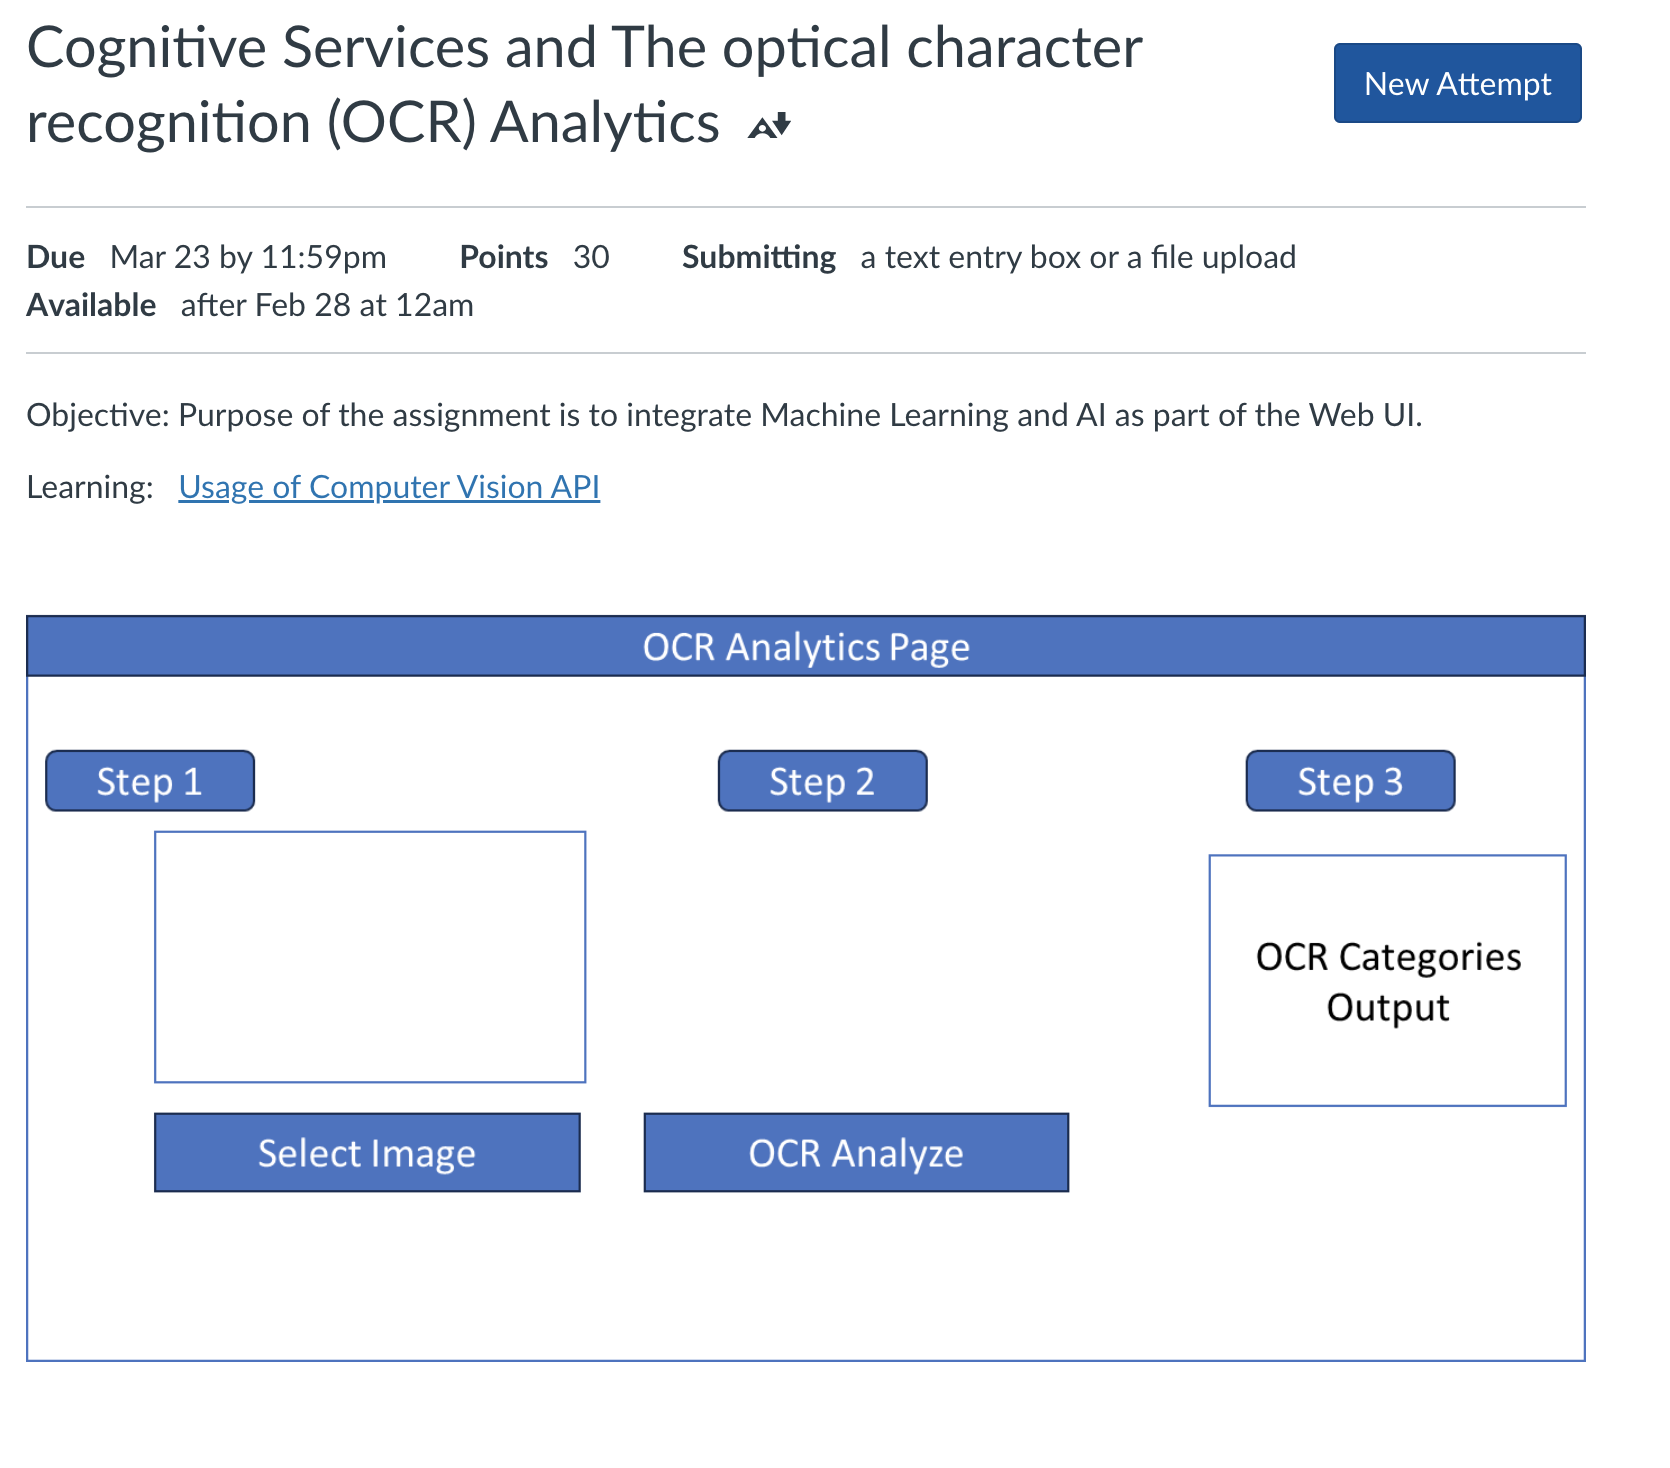 Cognitive Services and The optical character
recognition (OCR) Analytics
New Attempt
Due Mar 23 by 11:59pm Points 30 Submitting a text entry box or a file upload
Available after Feb 28 at 12am
Objective: Purpose of the assignment is to integrate Machine Learning and AI as part of the Web UI.
Learning: Usage of Computer Vision API
OCR Analytics Page
Step 1
Step 2
Step 3
OCR Categories
Output
Select Image
OCR Analyze